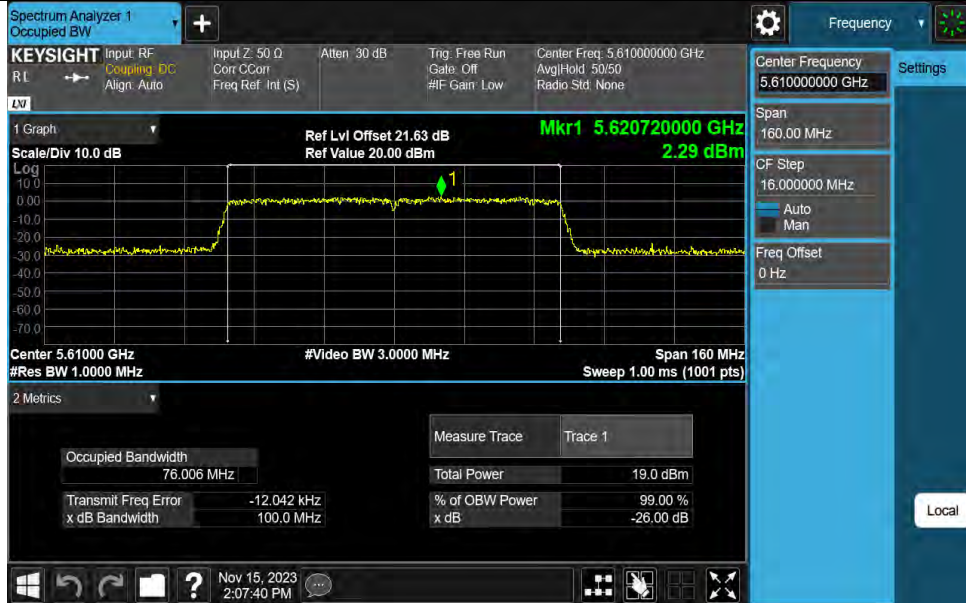 Spectrum Analyzer 1
Occupied BW
Frequency
KEYSIGHT
RL
LXI
Input: RF
Coupling: DC
Align: Auto
Input Z: 50 Ω
Corr CCorr
Freq Ref: Int (S)
Atten: 30 dB
Trig: Free Run
Gate: Off
#IF Gain: Low
Center Freq: 5.610000000 GHz
Avg|Hold: 50/50
Radio Std: None
Center Frequency
5.610000000 GHz
Settings
Span
160.00 MHz
CF Step
16.000000 MHz
Auto
Man
Freq Offset
0 Hz
Local
1 Graph
Scale/Div 10.0 dB
Ref Lvl Offset 21.63 dB
Ref Value 20.00 dBm
Mkr1 5.620720000 GHz
2.29 dBm
Log
10.0
0.00
-10.0
-20.0
-30.0
-40.0
-50.0
-60.0
-70.0
1
Center 5.61000 GHz
#Res BW 1.0000 MHz
#Video BW 3.0000 MHz
Span 160 MHz
Sweep 1.00 ms (1001 pts)
2 Metrics
Measure Trace Trace 1
Occupied Bandwidth
76.006 MHz
Total Power 19.0 dBm
Transmit Freq Error -12.042 kHz
% of OBW Power 99.00 %
x dB Bandwidth 100.0 MHz
x dB -26.00 dB
?
Nov 15, 2023
2:07:40 PM